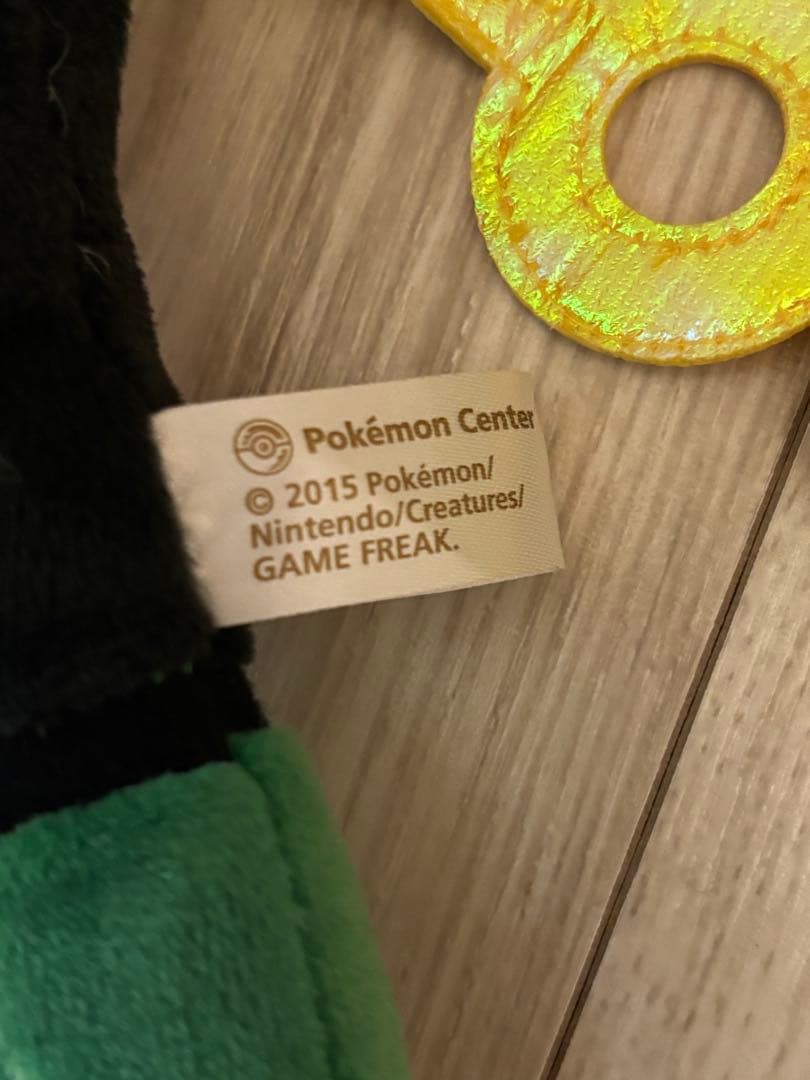 Pokémon Center
© 2015 Pokémon/
Nintendo/Creatures/
GAME FREAK.